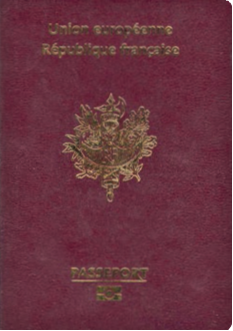 Union européenne
République française
PASSEPORT